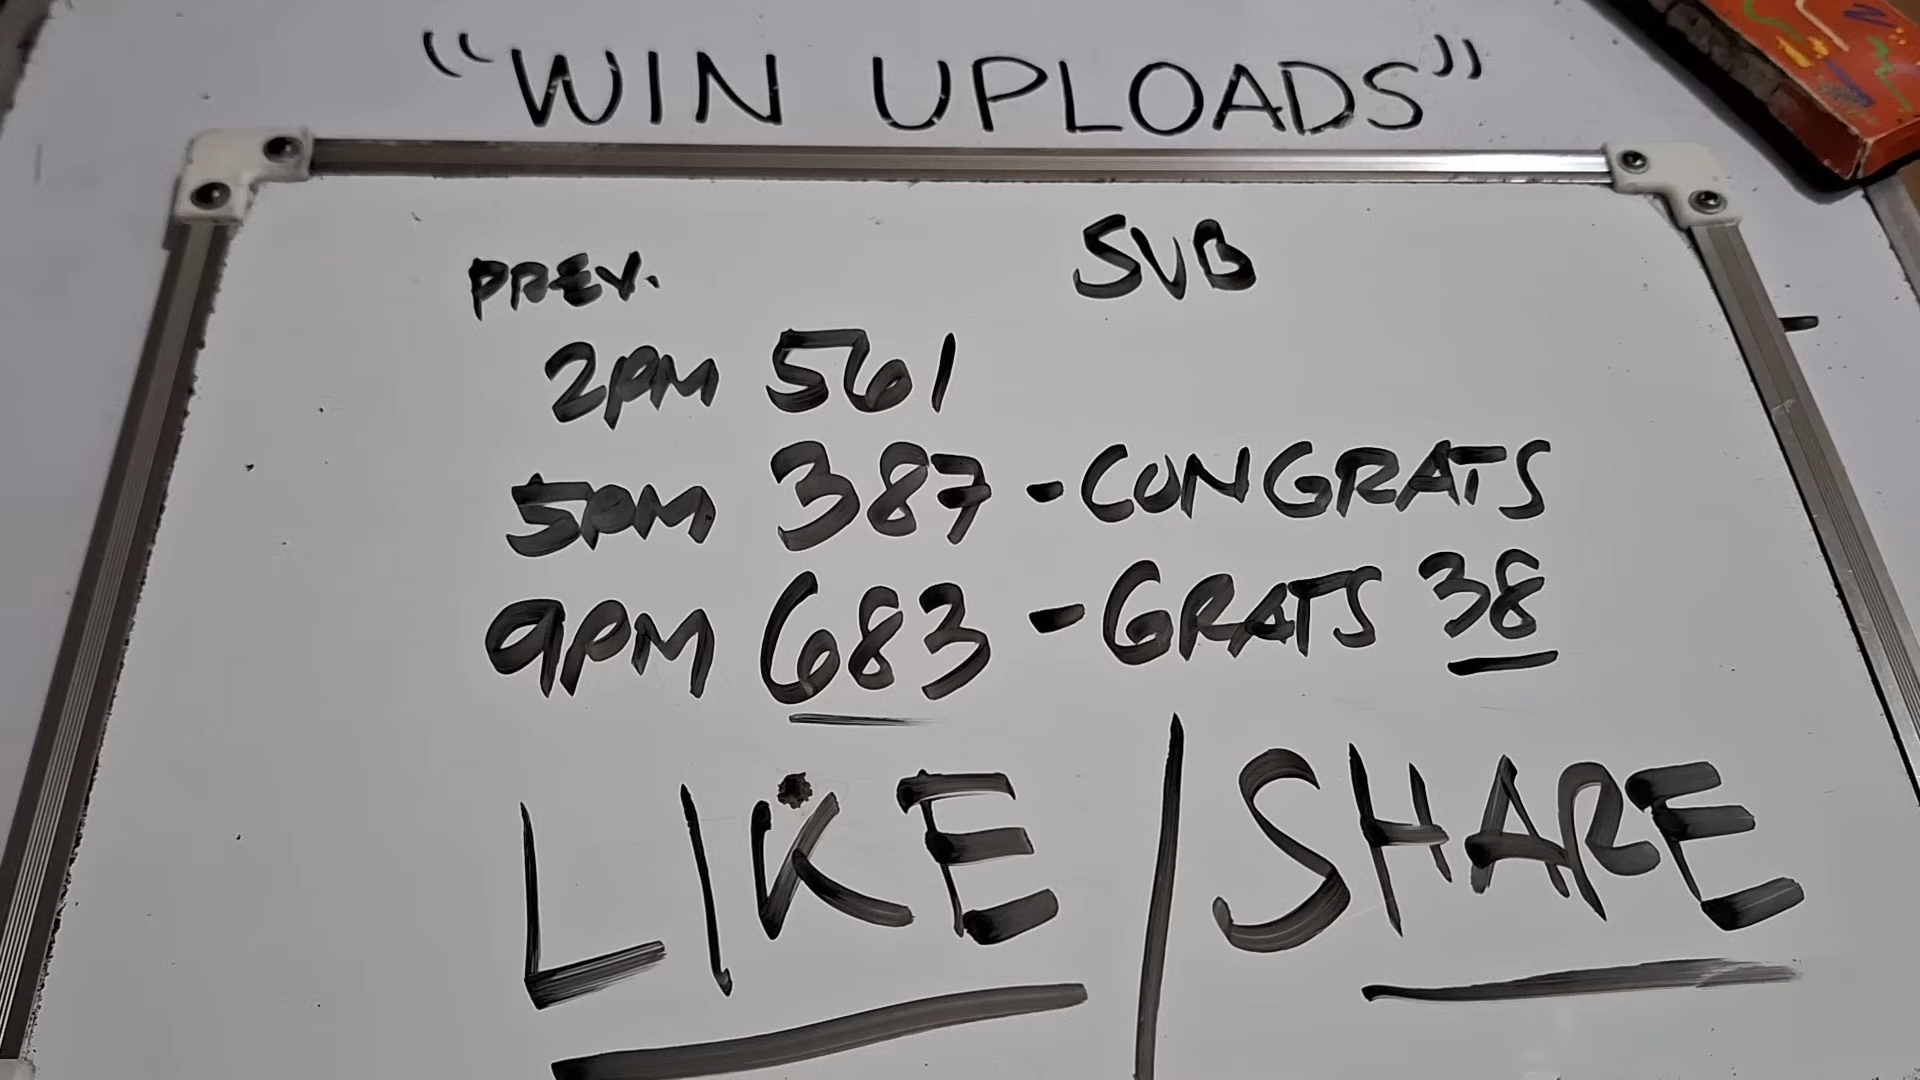 "WIN UPLOADS"
PREV. SUB
2PM 561
5PM 387 - CONGRATS
9PM 683 - GRATS 38
LIKE / SHARE